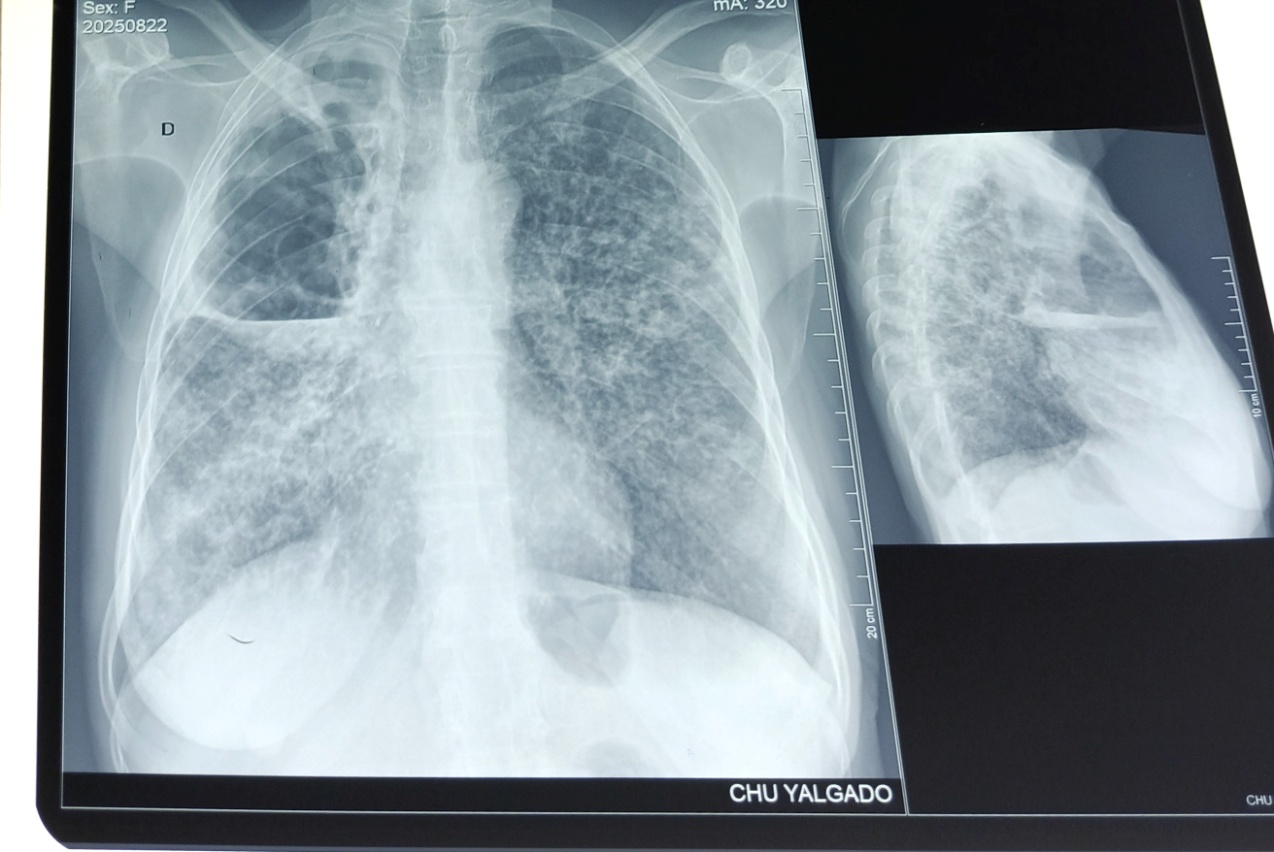 Sex: F
20250822
mA: 320
D
10 cm
20 cm
CHU YALGADO
CHU